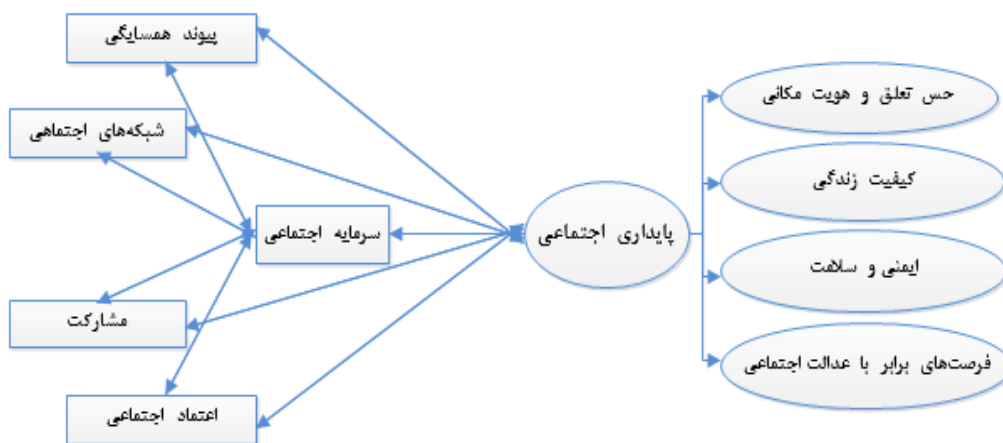 پیوند همسایگی
حس تعلق و هویت مکانی
شبکه‌های اجتماهی
کیفیت زندگی
سرمایه اجتماعی
پایداری اجتماعی
ایمنی و سلامت
مشارکت
فرصت‌های برابر با عدالت اجتماعی
اعتماد اجتماعی